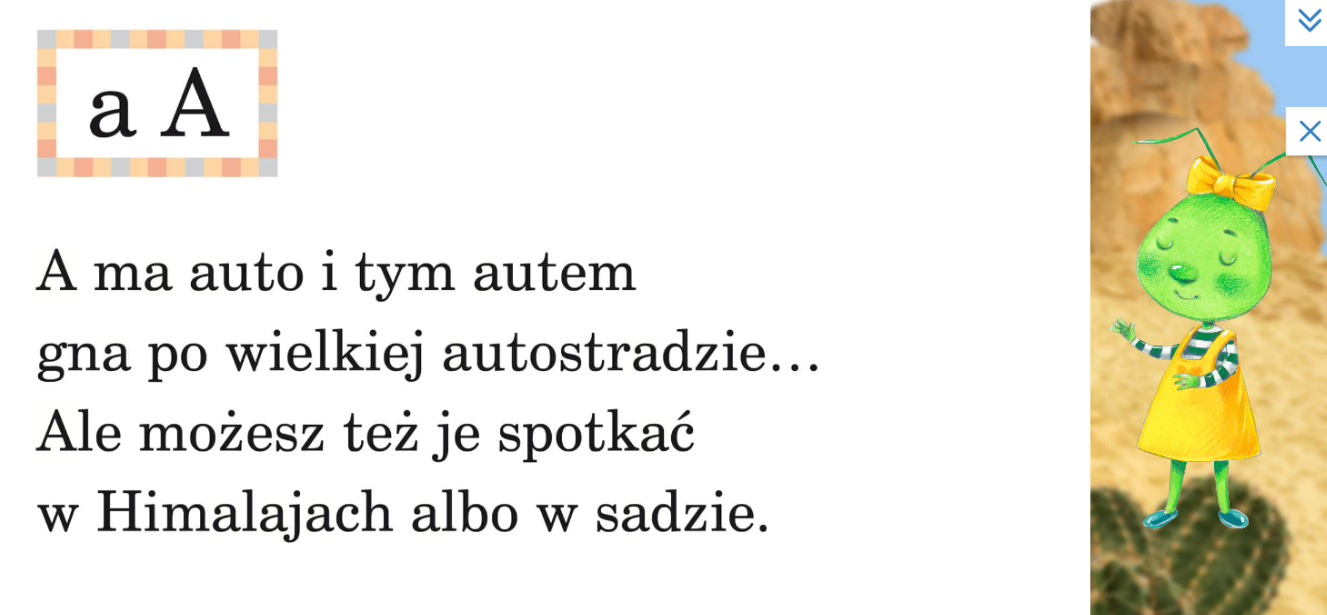 a A
A ma auto i tym autem
gna po wielkiej autostradzie…
Ale możesz też je spotkać
w Himalajach albo w sadzie.